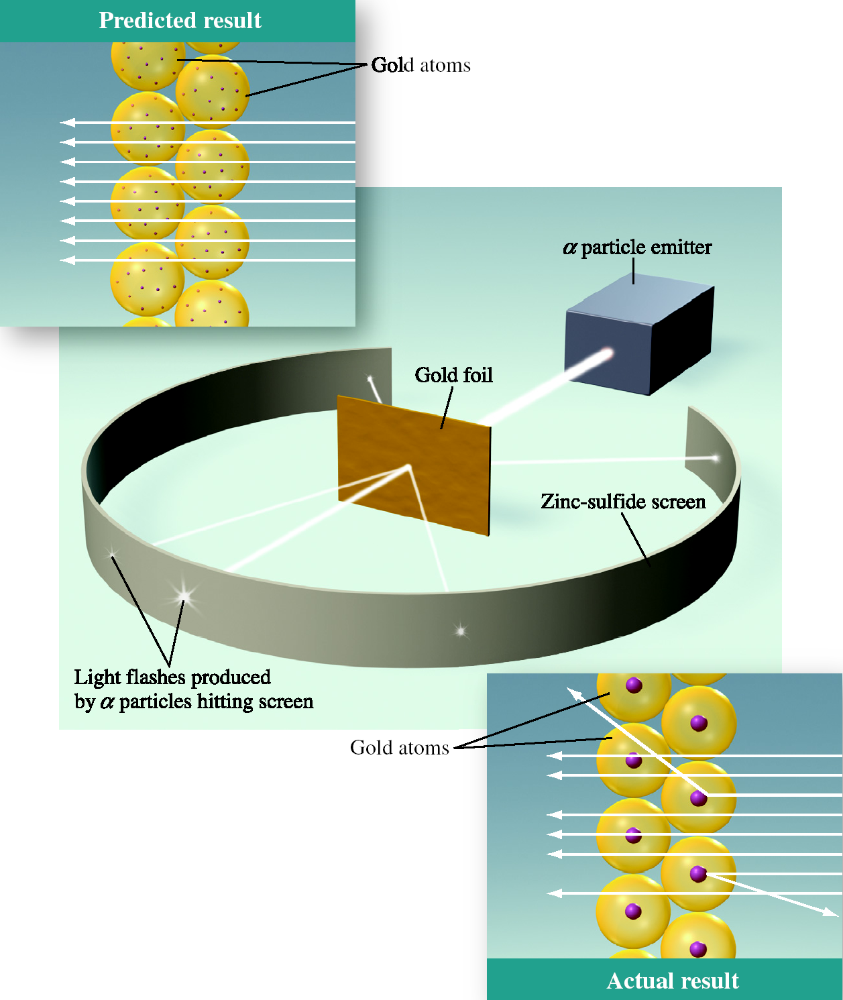 Predicted result
Gold atoms
α particle emitter
Gold foil
Zinc-sulfide screen
Light flashes produced
by α particles hitting screen
Gold atoms
Actual result